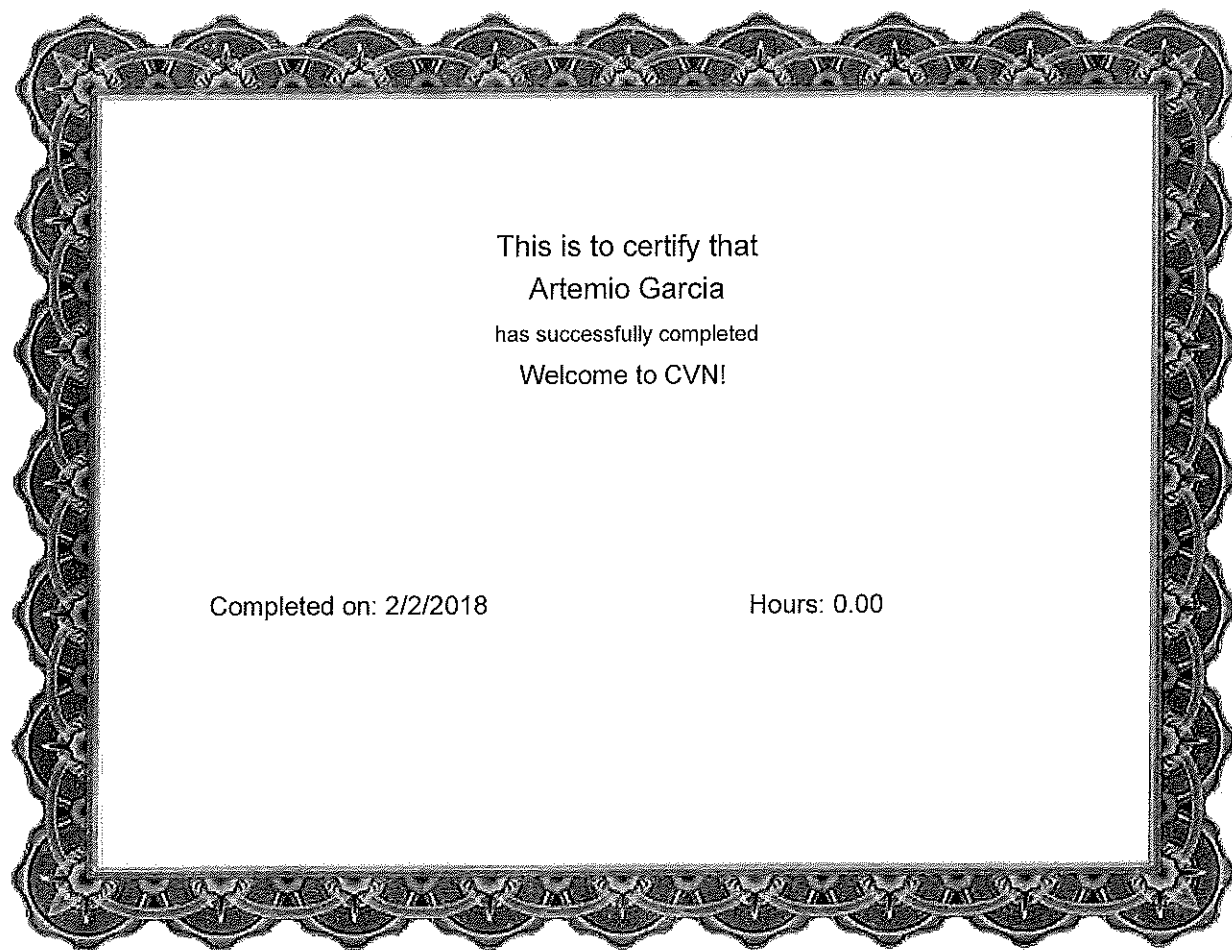 This is to certify that
Artemio Garcia
has successfully completed
Welcome to CVN!
Completed on: 2/2/2018
Hours: 0.00